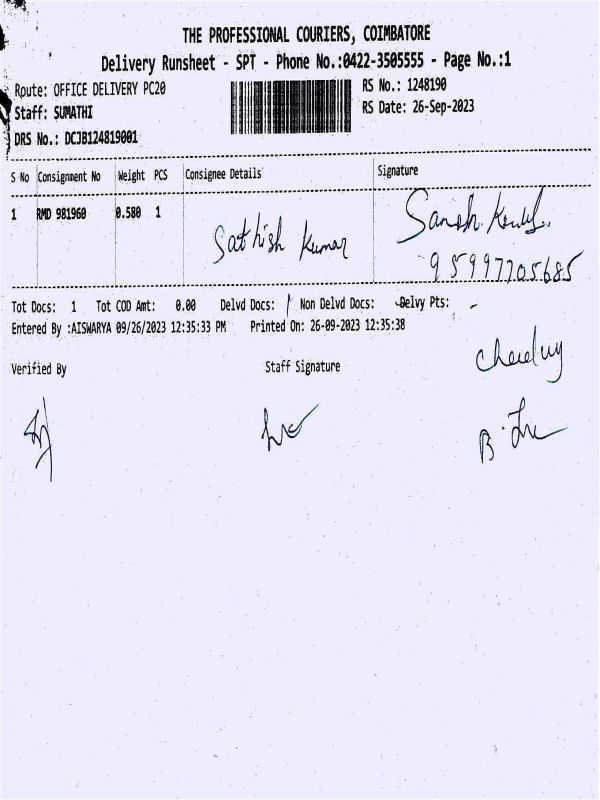 THE PROFESSIONAL COURIERS, COIMBATORE
Delivery Runsheet - SPT - Phone No.:0422-3505555 - Page No.:1
Route: OFFICE DELIVERY PC20 RS No.: 1248190
Staff: SUMATHI RS Date: 26-Sep-2023
DRS No.: DCJB124819001
S No Consignment No Weight PCS Consignee Details Signature
1 RMD 981960 0.580 1
Sathish Kumar
95997705685
Tot Docs: 1 Tot COD Amt: 0.00 Delvd Docs: Non Delvd Docs: Delvy Pts: -
Entered By :AISWARYA 09/26/2023 12:35:33 PM Printed On: 26-09-2023 12:35:38
Verified By Staff Signature